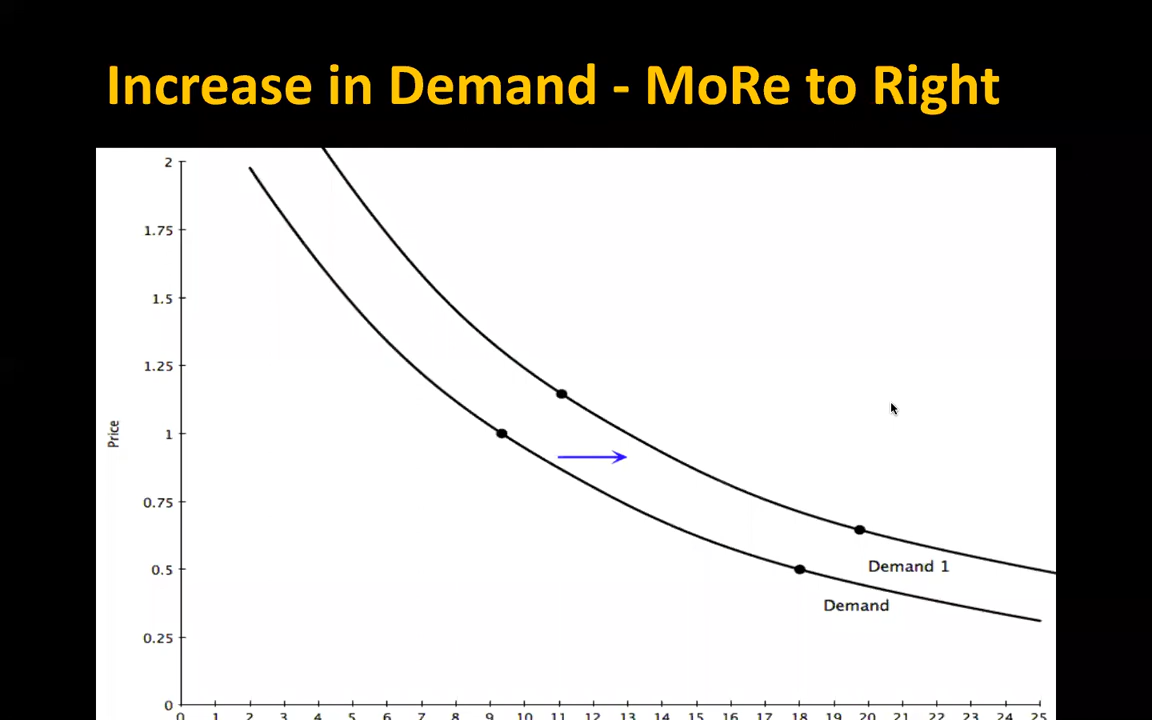 Increase in Demand - MoRe to Right
2
1.75
1.5
1.25
1
0.75
0.5
0.25
0
Price
Demand 1
Demand
0 1 2 3 4 5 6 7 8 9 10 11 12 13 14 15 16 17 18 19 20 21 22 23 24 25